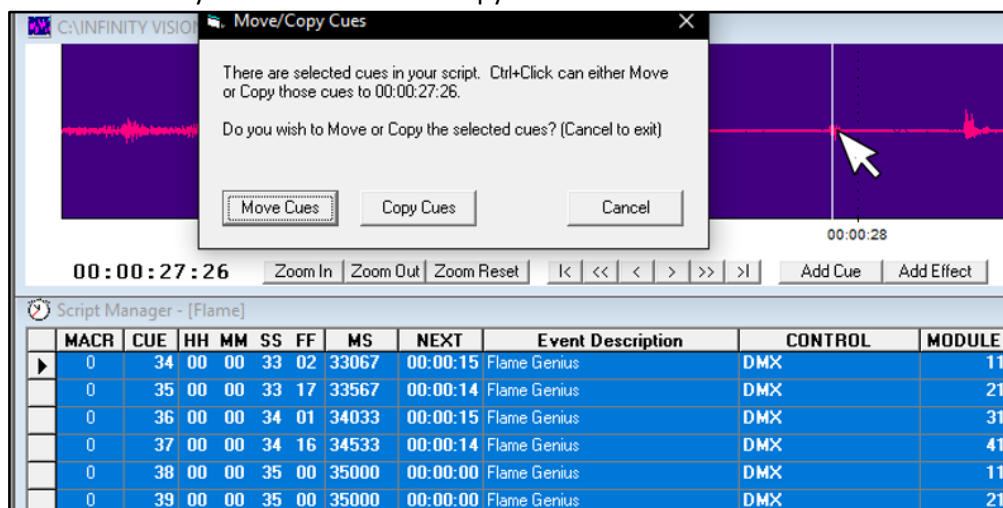 Move/Copy Cues
C:\INFINITY VISIO
There are selected cues in your script. Ctrl+Click can either Move
or Copy those cues to 00:00:27:26.
Do you wish to Move or Copy the selected cues? (Cancel to exit)
Move Cues Copy Cues Cancel
00:00:28
00:00:27:26 Zoom In Zoom Out Zoom Reset |< << < > >> >| Add Cue Add Effect
Script Manager - [Flame]
MACR CUE HH MM SS FF MS NEXT Event Description CONTROL MODULE
0 34 00 00 33 02 33067 00:00:15 Flame Genius DMX 11
0 35 00 00 33 17 33567 00:00:14 Flame Genius DMX 21
0 36 00 00 34 01 34033 00:00:15 Flame Genius DMX 31
0 37 00 00 34 16 34533 00:00:14 Flame Genius DMX 41
0 38 00 00 35 00 35000 00:00:00 Flame Genius DMX 11
0 39 00 00 35 00 35000 00:00:00 Flame Genius DMX 21